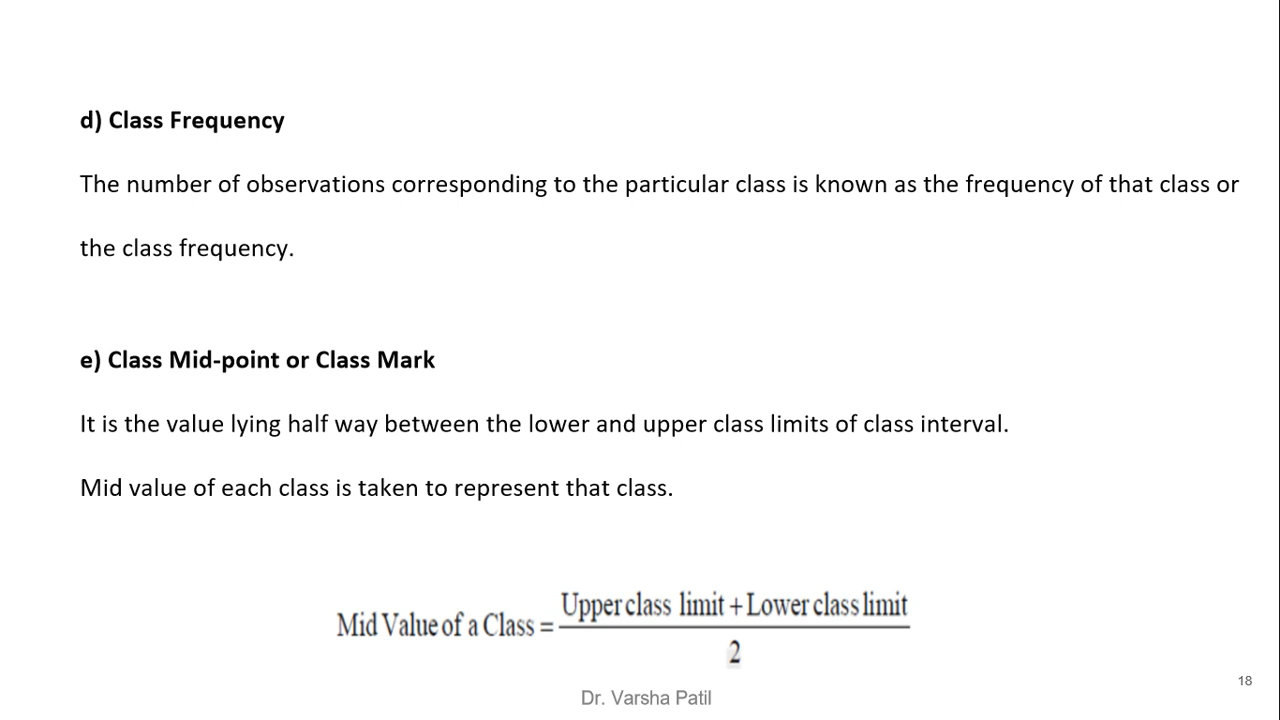 d) Class Frequency
The number of observations corresponding to the particular class is known as the frequency of that class or
the class frequency.
e) Class Mid-point or Class Mark
It is the value lying half way between the lower and upper class limits of class interval.
Mid value of each class is taken to represent that class.
Upper class limit + Lower class limit
Mid Value of a Class =
2
18
Dr. Varsha Patil